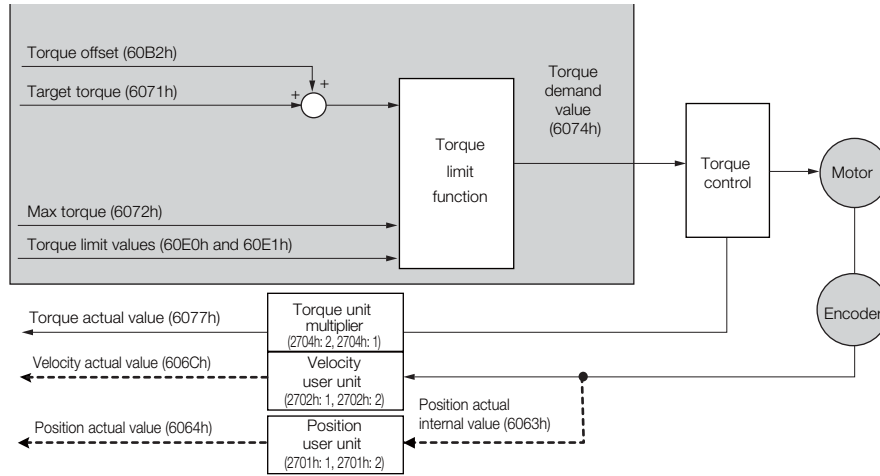 Torque offset (60B2h)
+
Target torque (6071h)
+
Torque
demand
value
(6074h)
Torque
limit
function
Torque
control
Motor
Max torque (6072h)
Torque limit values (60E0h and 60E1h)
Encoder
Torque actual value (6077h)
Torque unit
multiplier
(2704h: 2, 2704h: 1)
Velocity actual value (606Ch)
Velocity
user unit
(2702h: 1, 2702h: 2)
Position actual
internal value (6063h)
Position actual value (6064h)
Position
user unit
(2701h: 1, 2701h: 2)